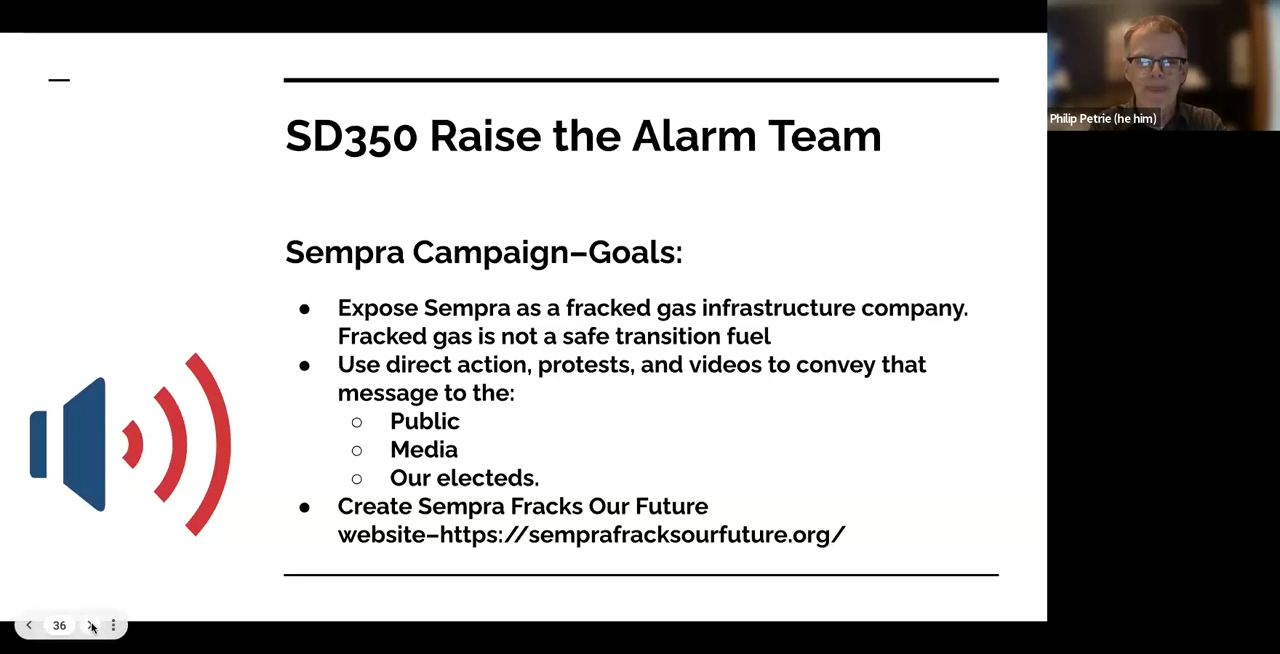 SD350 Raise the Alarm Team
Sempra Campaign–Goals:
● Expose Sempra as a fracked gas infrastructure company.
Fracked gas is not a safe transition fuel
● Use direct action, protests, and videos to convey that
message to the:
○ Public
○ Media
○ Our electeds.
● Create Sempra Fracks Our Future
website–https://semprafracksourfuture.org/
36
Philip Petrie (he him)